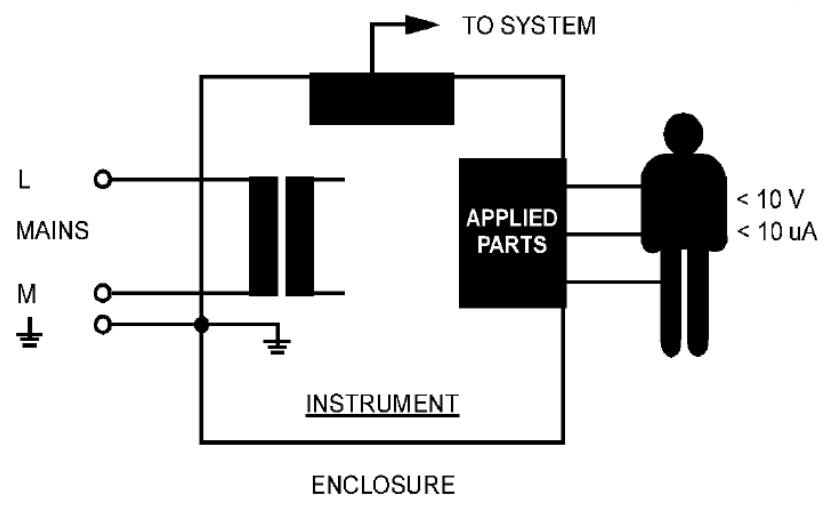 TO SYSTEM
L
MAINS
M
APPLIED
PARTS
< 10 V
< 10 uA
INSTRUMENT
ENCLOSURE